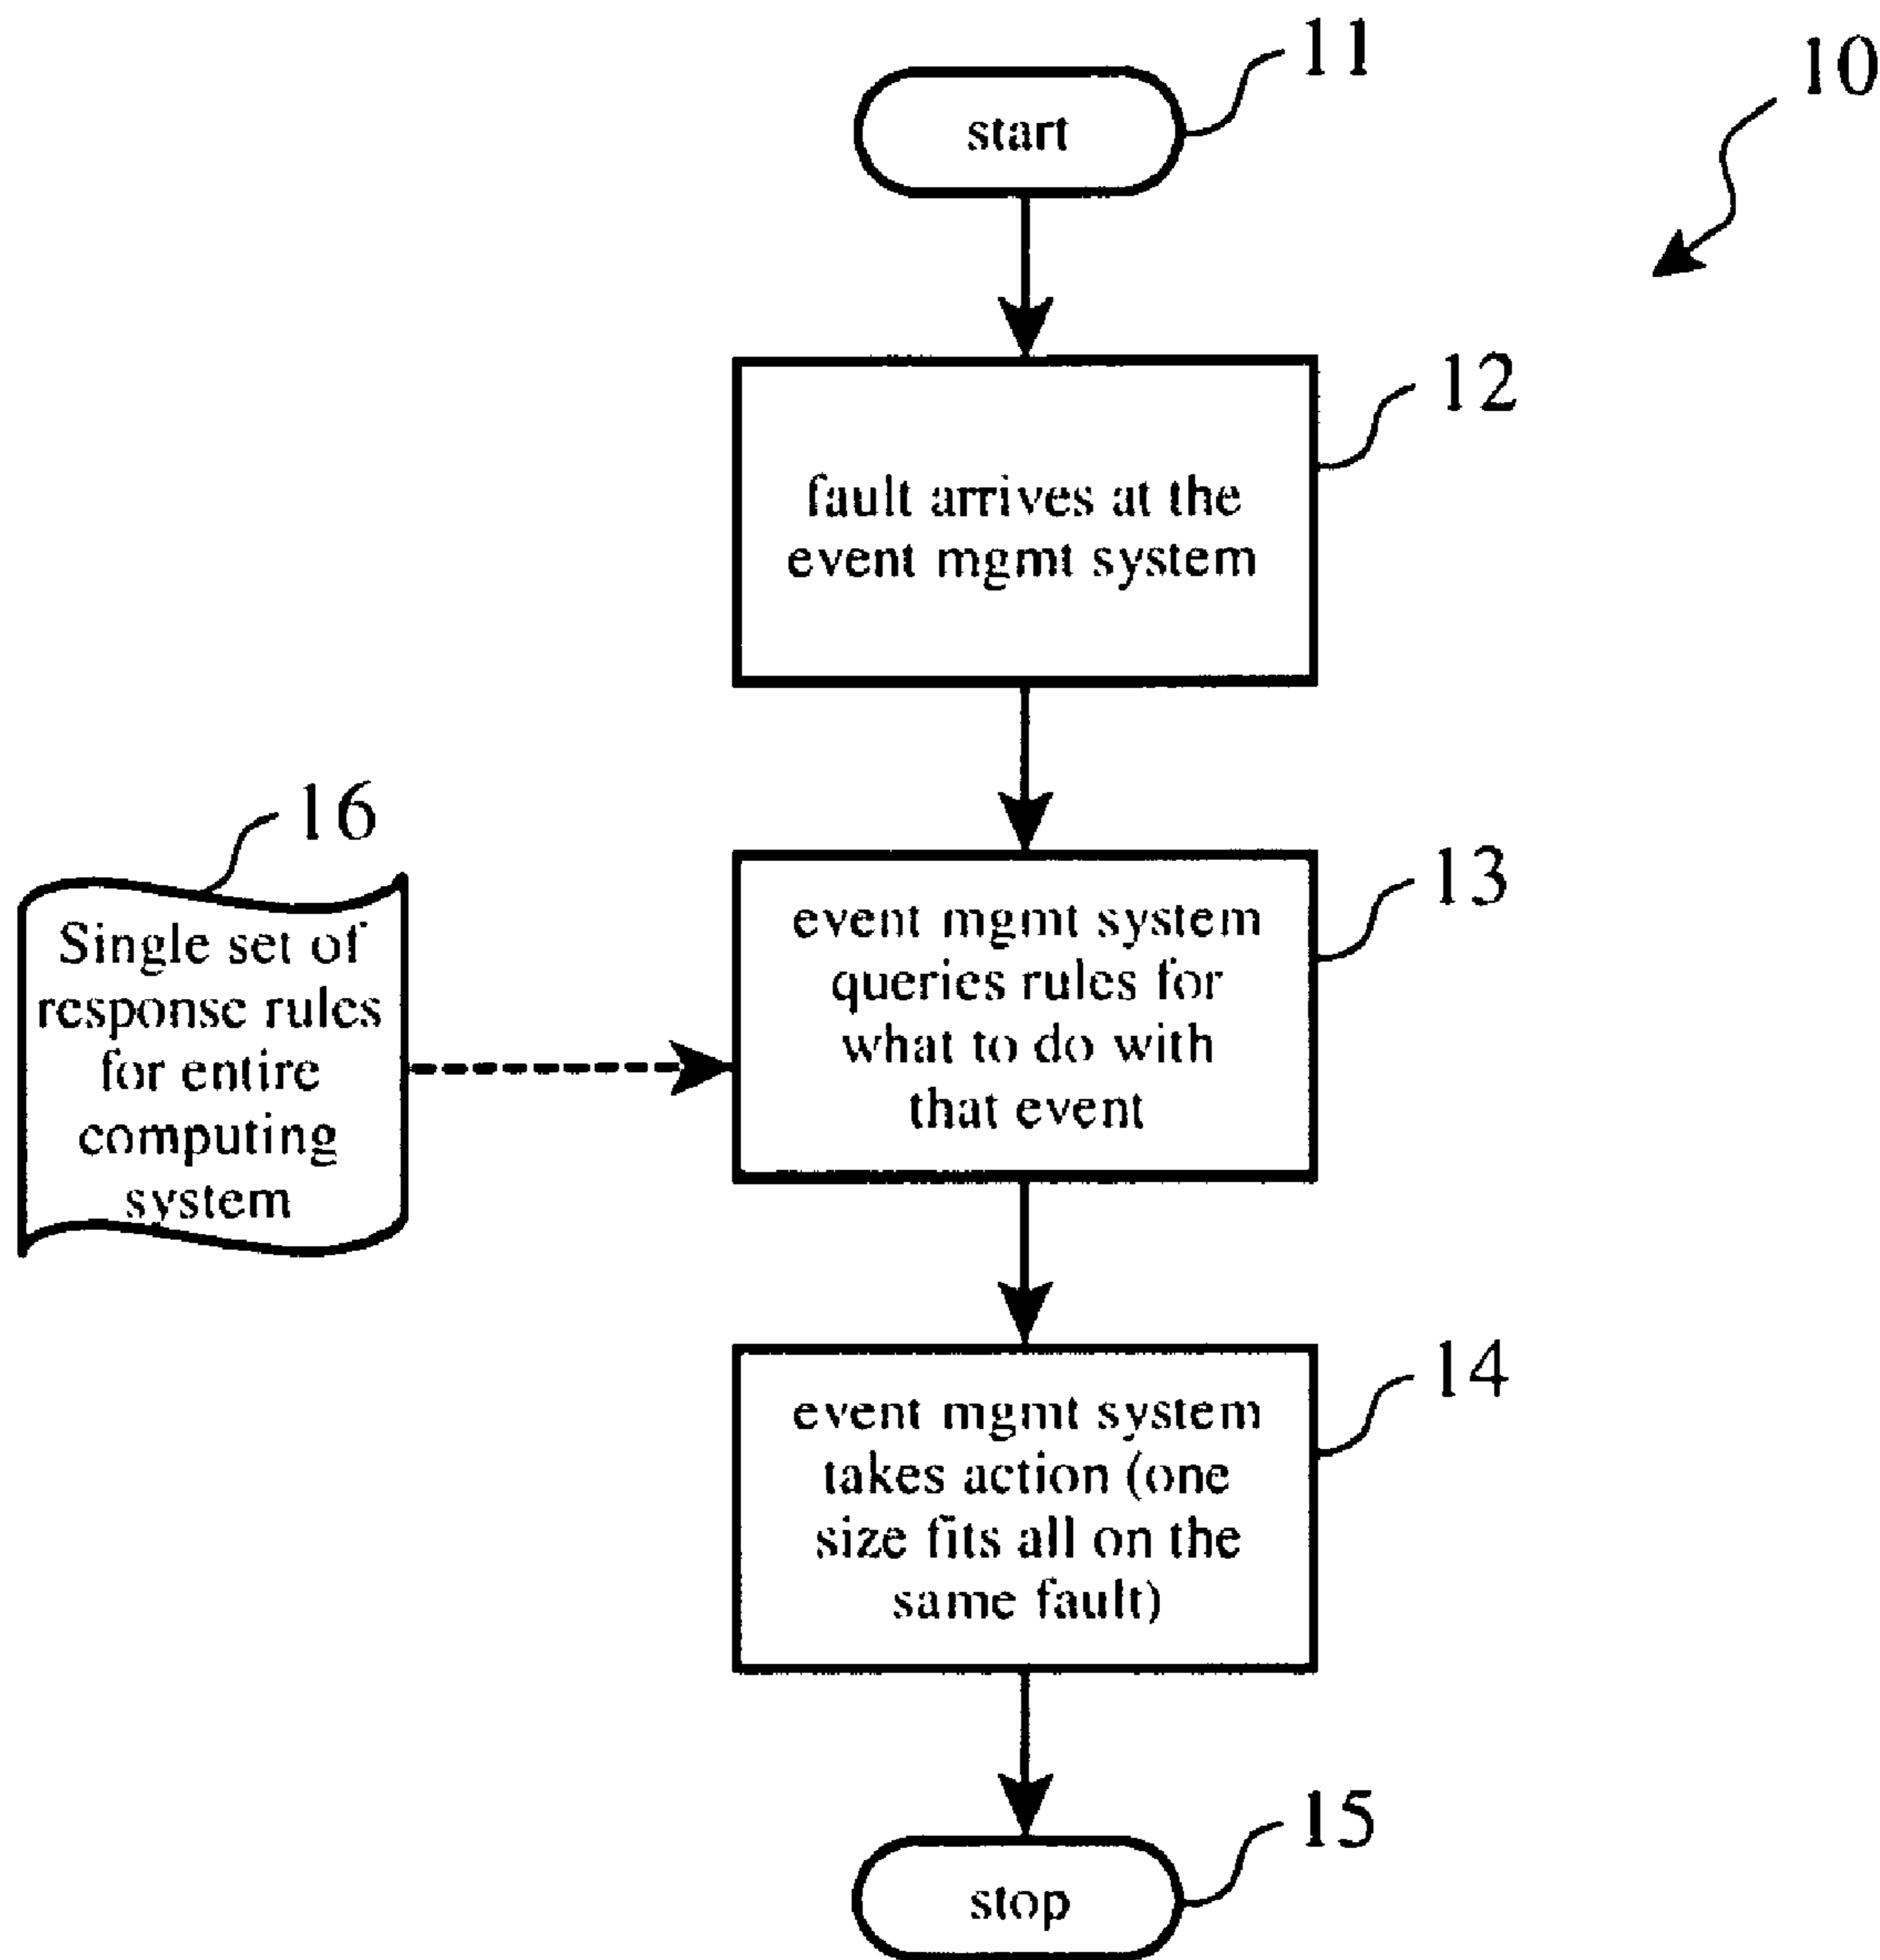 11
10
start
12
fault arrives at the
event mgmt system
16
Single set of
response rules
for entire
computing
system
13
event mgmt system
queries rules for
what to do with
that event
14
event mgmt system
takes action (one
size fits all on the
same fault)
15
stop